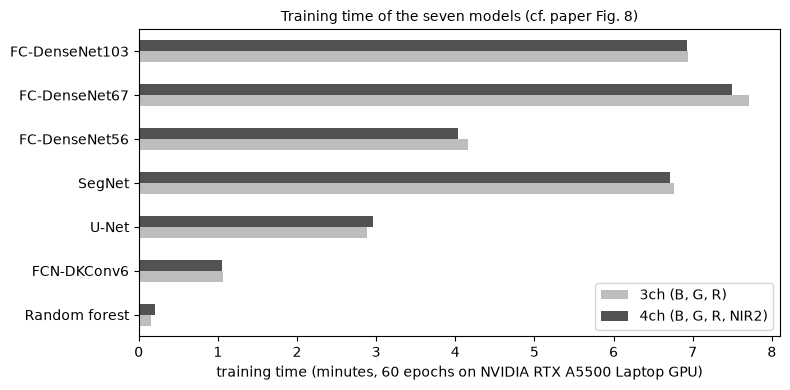 Training time of the seven models (cf. paper Fig. 8)
FC-DenseNet103
FC-DenseNet67
FC-DenseNet56
SegNet
U-Net
FCN-DKConv6
Random forest
3ch (B, G, R)
4ch (B, G, R, NIR2)
0 1 2 3 4 5 6 7 8
training time (minutes, 60 epochs on NVIDIA RTX A5500 Laptop GPU)